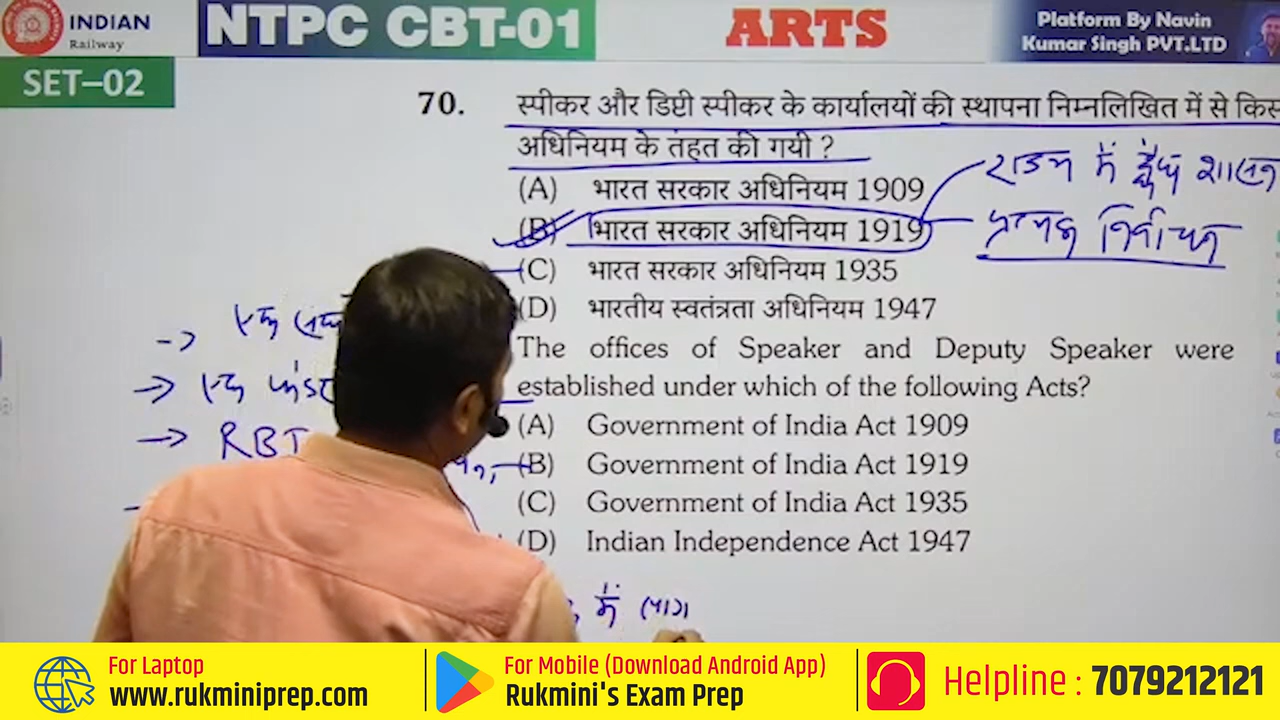 INDIAN
Railway
NTPC CBT-01
ARTS
Platform By Navin
Kumar Singh PVT.LTD
SET–02
70. स्पीकर और डिप्टी स्पीकर के कार्यालयों की स्थापना निम्नलिखित में से किस
अधिनियम के तहत की गयी ?
(A) भारत सरकार अधिनियम 1909
(B) भारत सरकार अधिनियम 1919
(C) भारत सरकार अधिनियम 1935
(D) भारतीय स्वतंत्रता अधिनियम 1947
The offices of Speaker and Deputy Speaker were
established under which of the following Acts?
(A) Government of India Act 1909
(B) Government of India Act 1919
(C) Government of India Act 1935
(D) Indian Independence Act 1947
राज्य में द्वैध शासन
प्रत्यक्ष निर्वाचन
→
→
→ RBI
में
For Laptop
www.rukminiprep.com
For Mobile (Download Android App)
Rukmini's Exam Prep
Helpline : 7079212121